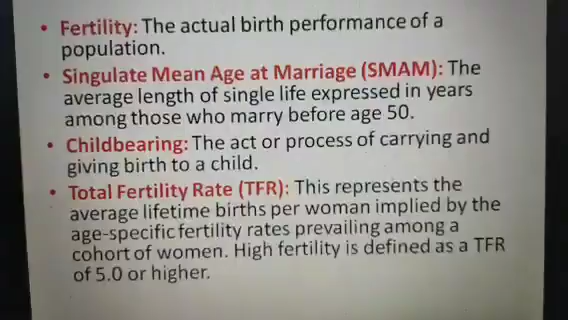 • Fertility: The actual birth performance of a
population.
• Singulate Mean Age at Marriage (SMAM): The
average length of single life expressed in years
among those who marry before age 50.
• Childbearing: The act or process of carrying and
giving birth to a child.
• Total Fertility Rate (TFR): This represents the
average lifetime births per woman implied by the
age-specific fertility rates prevailing among a
cohort of women. High fertility is defined as a TFR
of 5.0 or higher.